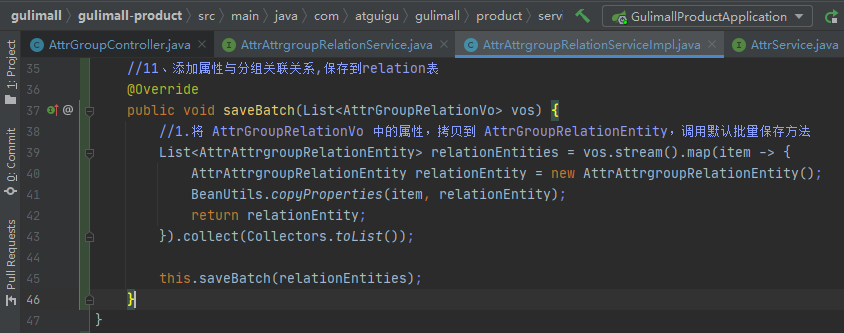 gulimall gulimall-product src main java com atguigu gulimall product serv GulimallProductApplication
AttrGroupController.java AttrAttrgroupRelationService.java AttrAttrgroupRelationServiceImpl.java AttrService.java
1: Project
0: Commit
Pull Requests
35 //11、添加属性与分组关联关系,保存到relation表
36 @Override
37 @ public void saveBatch(List<AttrGroupRelationVo> vos) {
38 //1.将 AttrGroupRelationVo 中的属性，拷贝到 AttrGroupRelationEntity，调用默认批量保存方法
39 List<AttrAttrgroupRelationEntity> relationEntities = vos.stream().map(item -> {
40 AttrAttrgroupRelationEntity relationEntity = new AttrAttrgroupRelationEntity();
41 BeanUtils.copyProperties(item, relationEntity);
42 return relationEntity;
43 }).collect(Collectors.toList());
44
45 this.saveBatch(relationEntities);
46 }
47 }